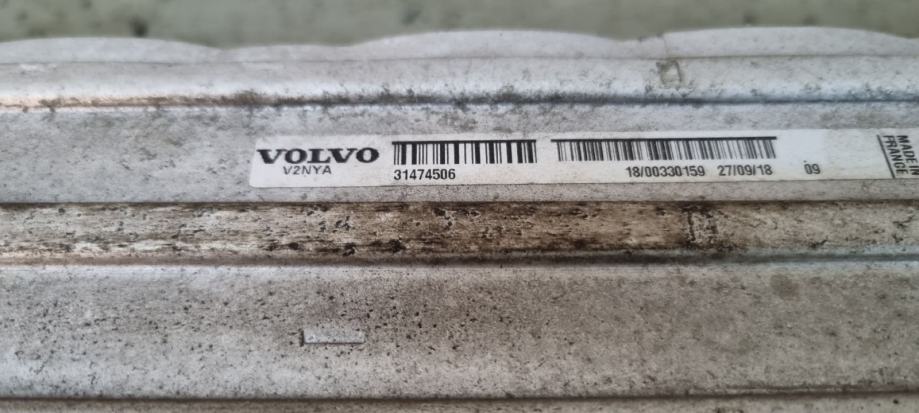 VOLVO
V2NYA
31474506
18/00330159 27/09/18 09
MADE IN
FRANCE